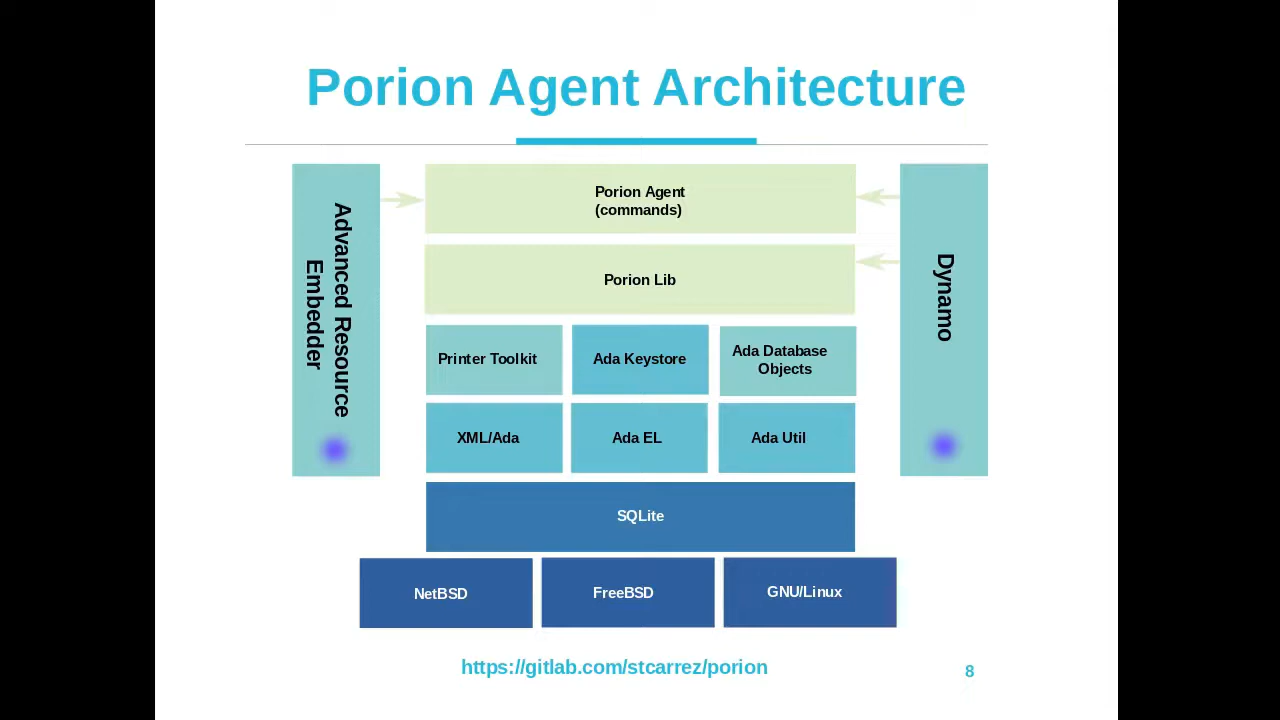 Porion Agent Architecture
Advanced Resource
Embedder
Porion Agent
(commands)
Dynamo
Porion Lib
Printer Toolkit
Ada Keystore
Ada Database
Objects
XML/Ada
Ada EL
Ada Util
SQLite
NetBSD
FreeBSD
GNU/Linux
https://gitlab.com/stcarrez/porion
8